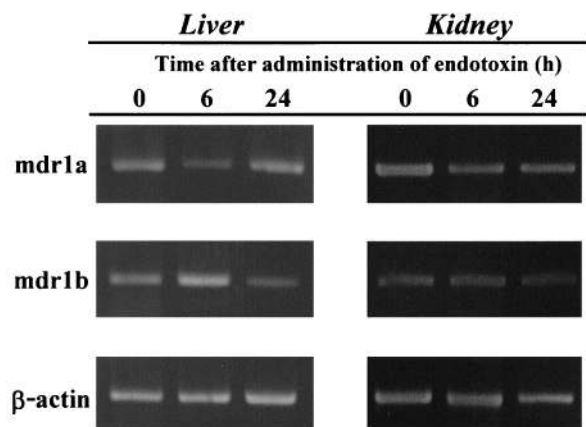 Liver Kidney
Time after administration of endotoxin (h)
0 6 24 0 6 24
mdr1a
mdr1b
β-actin